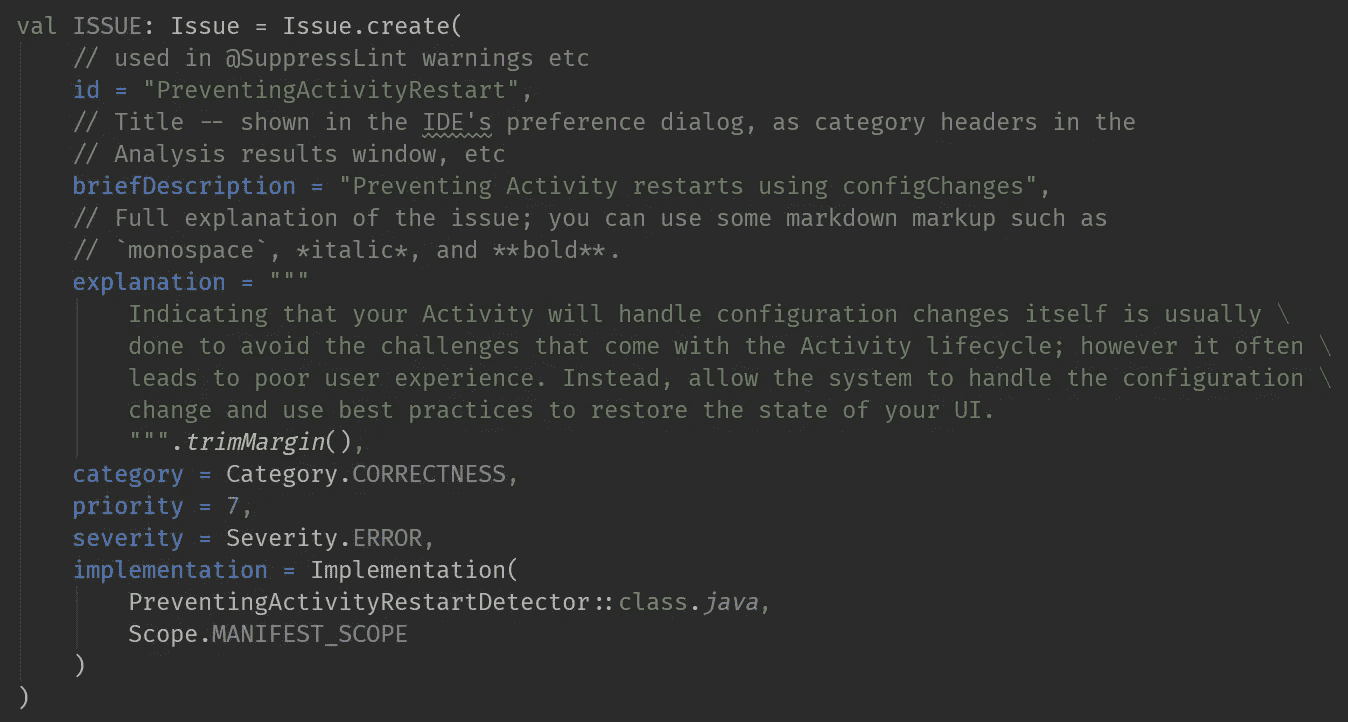 val ISSUE: Issue = Issue.create(
    // used in @SuppressLint warnings etc
    id = "PreventingActivityRestart",
    // Title -- shown in the IDE's preference dialog, as category headers in the
    // Analysis results window, etc
    briefDescription = "Preventing Activity restarts using configChanges",
    // Full explanation of the issue; you can use some markdown markup such as
    // `monospace`, *italic*, and **bold**.
    explanation = """
        Indicating that your Activity will handle configuration changes itself is usually \
        done to avoid the challenges that come with the Activity lifecycle; however it often \
        leads to poor user experience. Instead, allow the system to handle the configuration \
        change and use best practices to restore the state of your UI.
        """.trimMargin(),
    category = Category.CORRECTNESS,
    priority = 7,
    severity = Severity.ERROR,
    implementation = Implementation(
        PreventingActivityRestartDetector::class.java,
        Scope.MANIFEST_SCOPE
    )
)